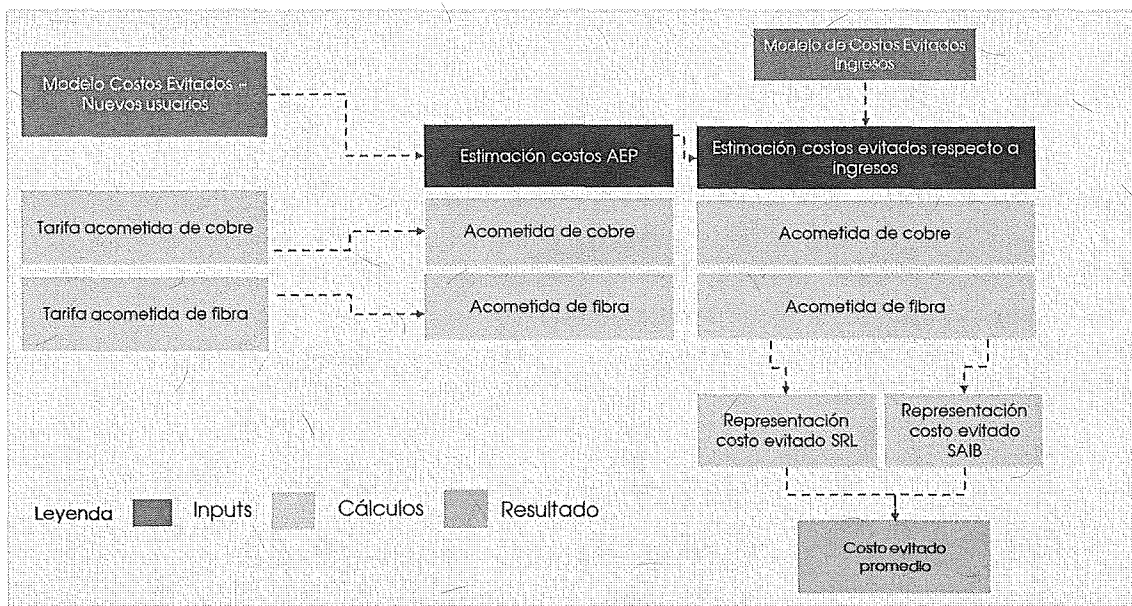 Modelo de Costos Evitados
Ingresos
Modelo Costos Evitados –
Nuevos usuarios
Estimación costos AEP
Estimación costos evitados respecto a
ingresos
Tarifa acometida de cobre
Acometida de cobre
Acometida de cobre
Tarifa acometida de fibra
Acometida de fibra
Acometida de fibra
Representación
costo evitado SRL
Representación
costo evitado
SAIB
Leyenda
Inputs
Cálculos
Resultado
Costo evitado
promedio